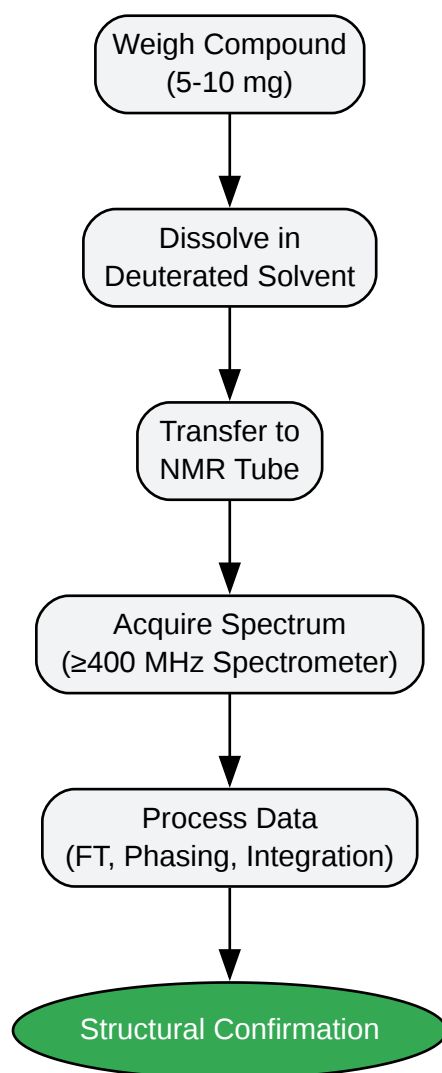 Weigh Compound
(5-10 mg)
Dissolve in
Deuterated Solvent
Transfer to
NMR Tube
Acquire Spectrum
(≥400 MHz Spectrometer)
Process Data
(FT, Phasing, Integration)
Structural Confirmation